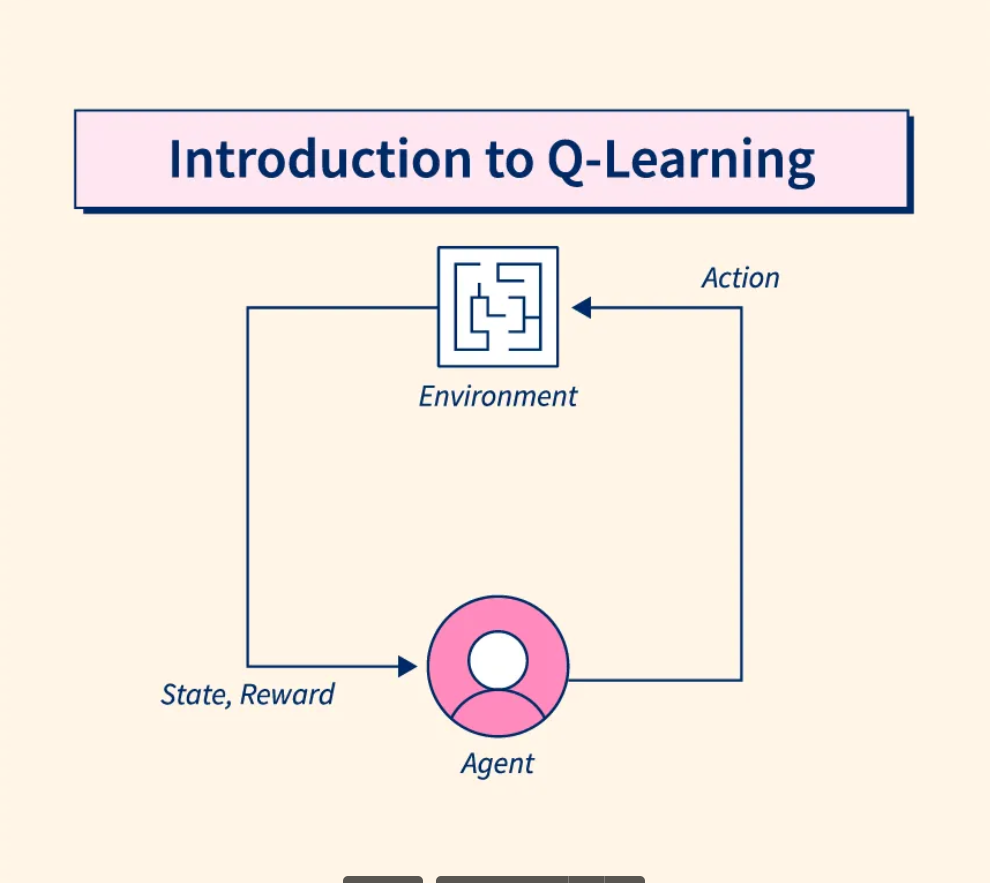 Introduction to Q-Learning
Action
Environment
State, Reward
Agent